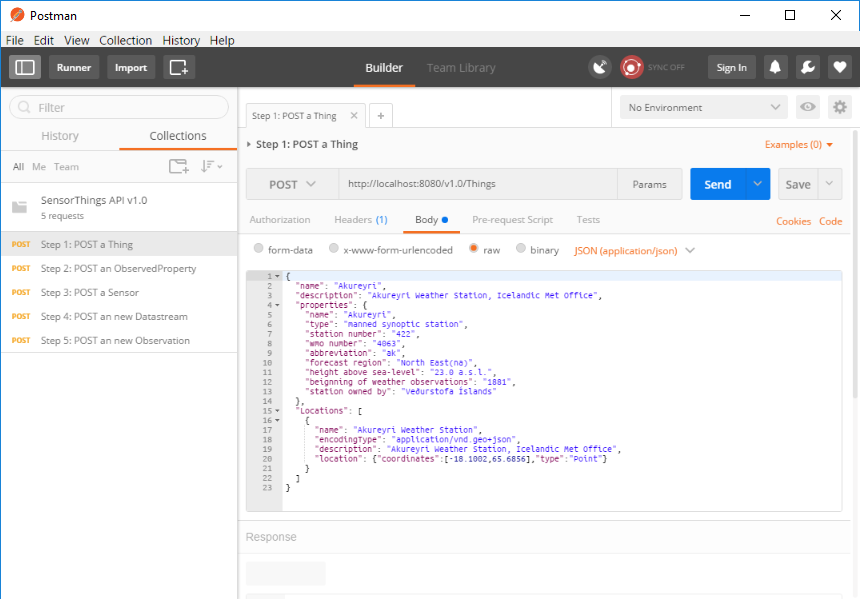 Postman
File Edit View Collection History Help
Runner Import Builder Team Library SYNC OFF Sign In
Filter
History Collections
All Me Team
SensorThings API v1.0
5 requests
POST Step 1: POST a Thing
POST Step 2: POST an ObservedProperty
POST Step 3: POST a Sensor
POST Step 4: POST an new Datastream
POST Step 5: POST an new Observation
Step 1: POST a Thing
No Environment
Step 1: POST a Thing
Examples (0)
POST http://localhost:8080/v1.0/Things Params Send Save
Authorization Headers (1) Body Pre-request Script Tests Cookies Code
form-data x-www-form-urlencoded raw binary JSON (application/json)
1 {
2 "name": "Akureyri",
3 "description": "Akureyri Weather Station, Icelandic Met Office",
4 "properties": {
5 "name": "Akureyri",
6 "type": "manned synoptic station",
7 "station number": "422",
8 "wmo number": "4063",
9 "abbreviation": "ak",
10 "forecast region": "North East(na)",
11 "height above sea-level": "23.0 a.s.l.",
12 "beignning of weather observations": "1881",
13 "station owned by": "Veðurstofa Íslands"
14 },
15 "Locations": [
16 {
17 "name": "Akureyri Weather Station",
18 "encodingType": "application/vnd.geo+json",
19 "description": "Akureyri Weather Station, Icelandic Met Office",
20 "location": {"coordinates":[-18.1002,65.6856],"type":"Point"}
21 }
22 ]
23 }
Response